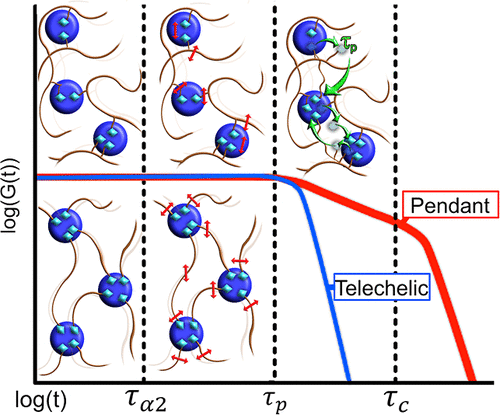 τp
log(G(t))
Pendant
Telechelic
log(t)
τα2
τp
τc